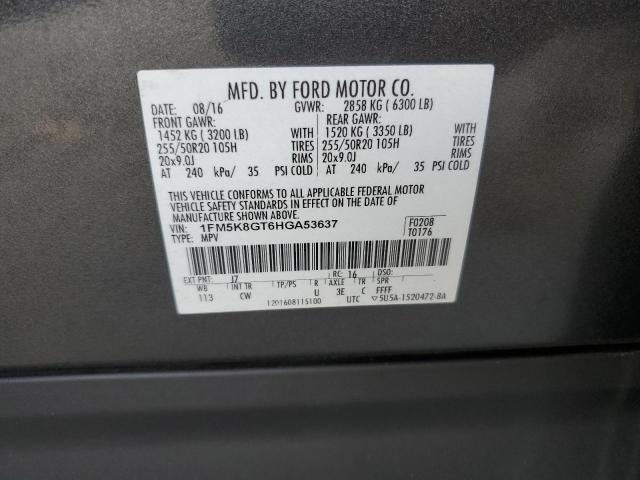 MFD. BY FORD MOTOR CO.
DATE: 08/16 GVWR: 2858 KG ( 6300 LB)
FRONT GAWR: REAR GAWR:
1452 KG ( 3200 LB) WITH 1520 KG ( 3350 LB) WITH
255/50R20 105H TIRES 255/50R20 105H TIRES
20x9.0J RIMS 20x9.0J RIMS
AT 240 kPa/ 35 PSI COLD AT 240 kPa/ 35 PSI COLD
THIS VEHICLE CONFORMS TO ALL APPLICABLE FEDERAL MOTOR
VEHICLE SAFETY STANDARDS IN EFFECT ON THE DATE OF
MANUFACTURE SHOWN ABOVE.
VIN: 1FM5K8GT6HGA53637 F0208
TYPE: MPV T0176
EXT PNT: J7 RC: 16 DSO:
WB INT TR TP/PS R AXLE TR SPR
113 CW U 3E C F
1201608115100 UTC ▽5U5A-1520472-BA